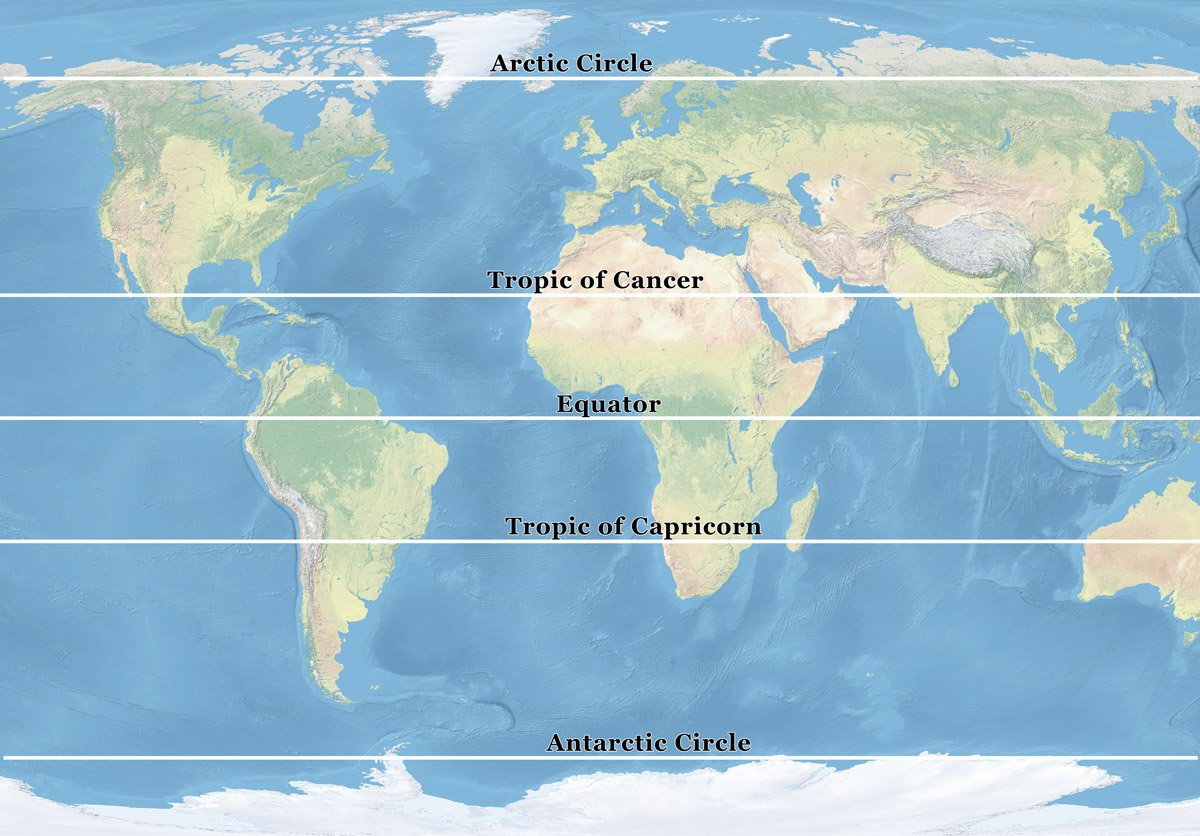 Arctic Circle
Tropic of Cancer
Equator
Tropic of Capricorn
Antarctic Circle